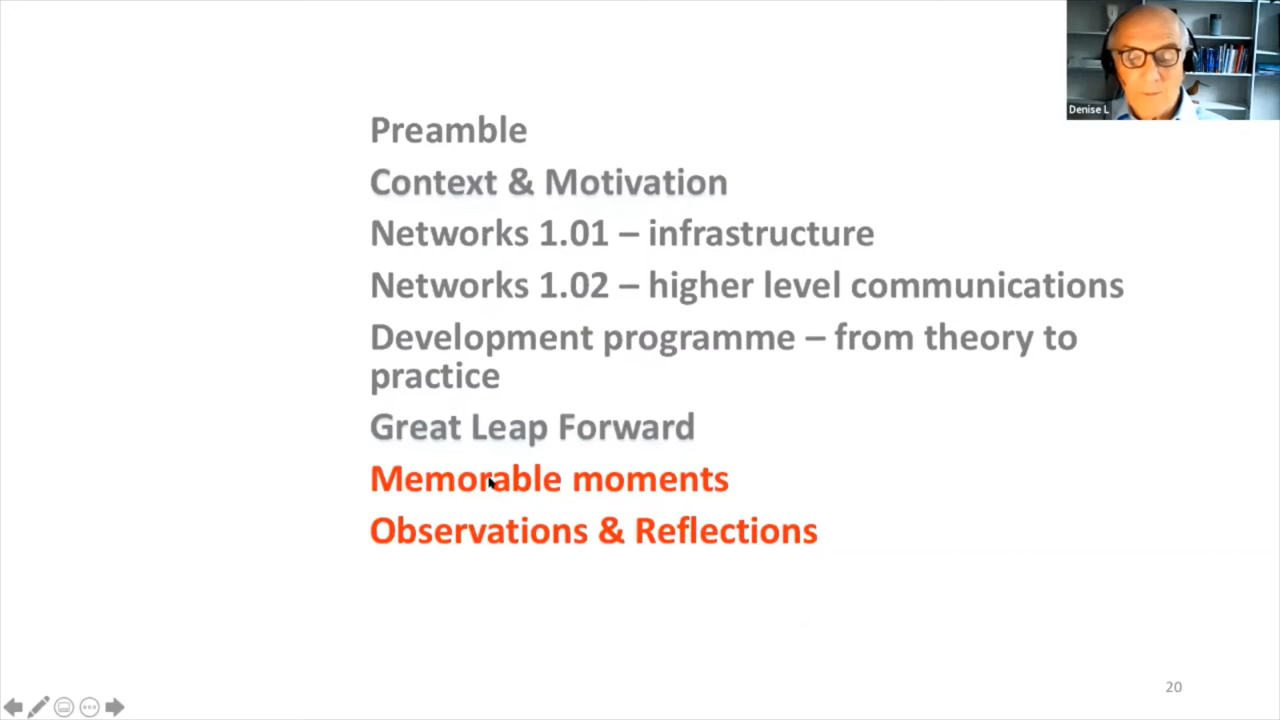 Denise L
Preamble
Context & Motivation
Networks 1.01 – infrastructure
Networks 1.02 – higher level communications
Development programme – from theory to
practice
Great Leap Forward
Memorable moments
Observations & Reflections
20